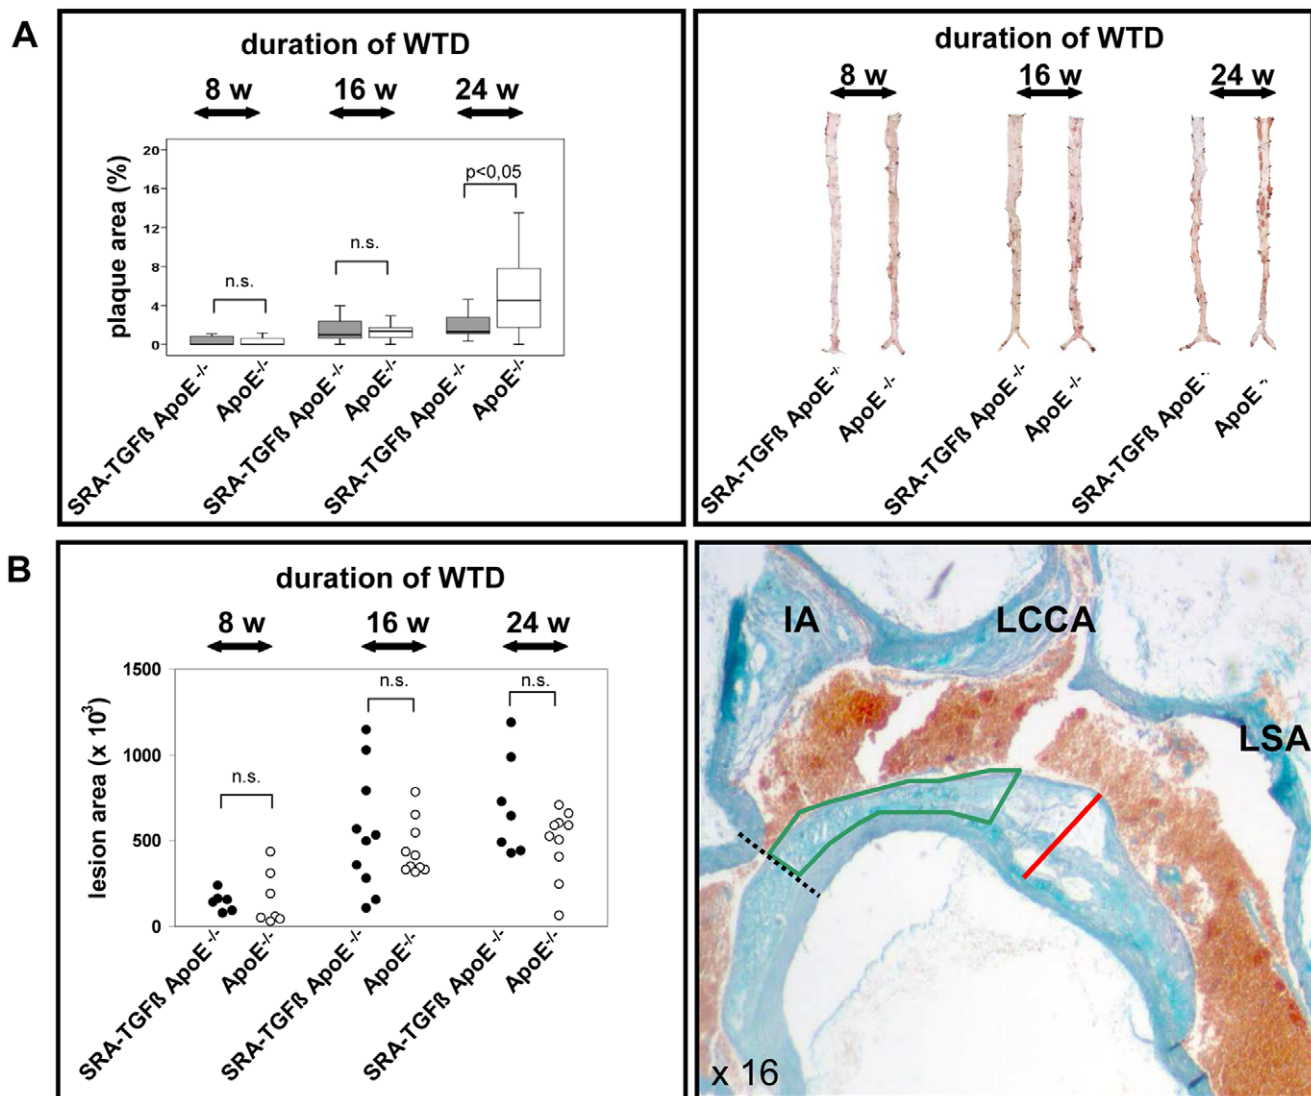 A
duration of WTD
8 w 16 w 24 w
plaque area (%)
20
16
12
8
4
0
n.s.
n.s.
p<0,05
SRA-TGFß ApoE-/-
ApoE-/-
SRA-TGFß ApoE-/-
ApoE-/-
SRA-TGFß ApoE-/-
ApoE-/-
duration of WTD
8 w 16 w 24 w
SRA-TGFß ApoE-/-
ApoE-/-
SRA-TGFß ApoE-/-
ApoE-/-
SRA-TGFß ApoE
ApoE
B
duration of WTD
8 w 16 w 24 w
lesion area (x 10³)
1500
1000
500
0
n.s.
n.s.
n.s.
SRA-TGFß ApoE-/-
ApoE-/-
SRA-TGFß ApoE-/-
ApoE-/-
SRA-TGFß ApoE-/-
ApoE-/-
IA
LCCA
LSA
x 16